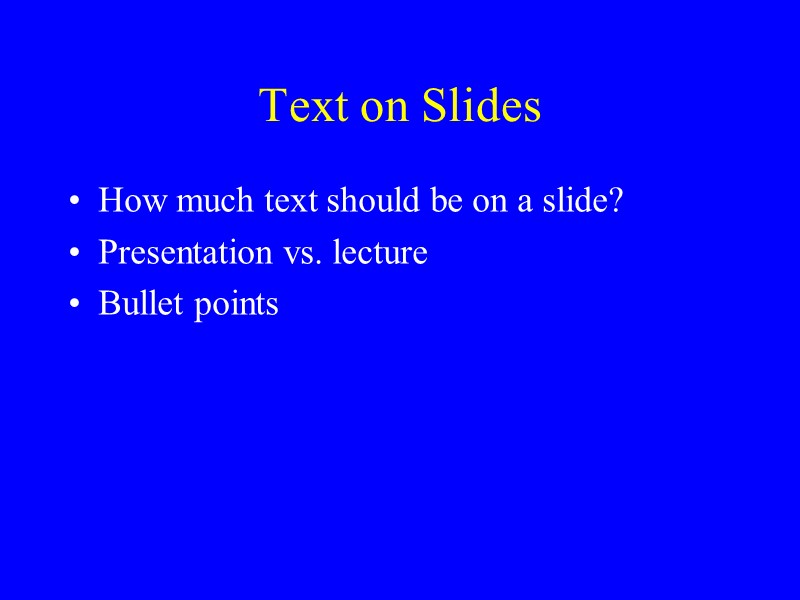 Text on Slides
• How much text should be on a slide?
• Presentation vs. lecture
• Bullet points